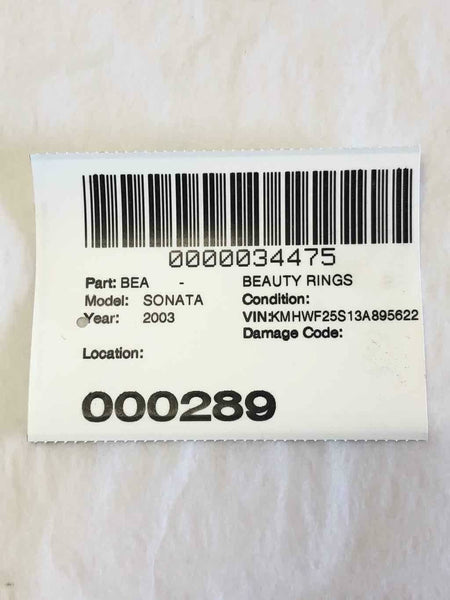 0000034475
Part: BEA - BEAUTY RINGS
Model: SONATA Condition:
Year: 2003 VIN:KMHWF25S13A895622
Damage Code:
Location:
000289